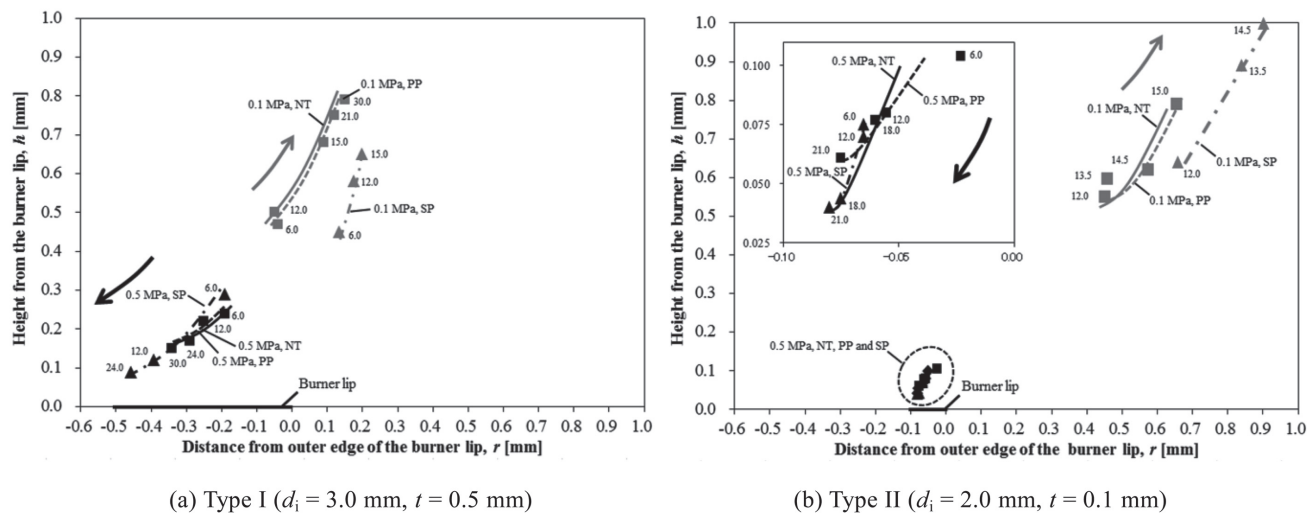 1.0
0.9
0.8
0.7
0.6
0.5
0.4
0.3
0.2
0.1
0.0
Height from the burner lip, h [mm]
0.1 MPa, PP
0.1 MPa, NT
30.0
21.0
15.0
15.0
12.0
12.0
6.0
0.1 MPa, SP
6.0
6.0
0.5 MPa, SP
6.0
12.0
0.5 MPa, NT
12.0
24.0
0.5 MPa, PP
24.0
30.0
Burner lip
-0.6 -0.5 -0.4 -0.3 -0.2 -0.1 0.0 0.1 0.2 0.3 0.4 0.5 0.6 0.7 0.8 0.9 1.0
Distance from outer edge of the burner lip, r [mm]
(a) Type I (di = 3.0 mm, t = 0.5 mm)
1.0
0.9
0.8
0.7
0.6
0.5
0.4
0.3
0.2
0.1
0.0
Height from the burner lip, h [mm]
0.100
0.075
0.050
0.025
−0.10 −0.05 0.00
0.5 MPa, NT
6.0
0.5 MPa, PP
6.0
12.0
12.0
18.0
21.0
0.5 MPa, SP
18.0
21.0
14.5
13.5
15.0
0.1 MPa, NT
14.5
0.1 MPa, SP
13.5
12.0
12.0
0.1 MPa, PP
0.5 MPa, NT, PP and SP
Burner lip
-0.6 -0.5 -0.4 -0.3 -0.2 -0.1 0.0 0.1 0.2 0.3 0.4 0.5 0.6 0.7 0.8 0.9 1.0
Distance from outer edge of the burner lip, r [mm]
(b) Type II (di = 2.0 mm, t = 0.1 mm)